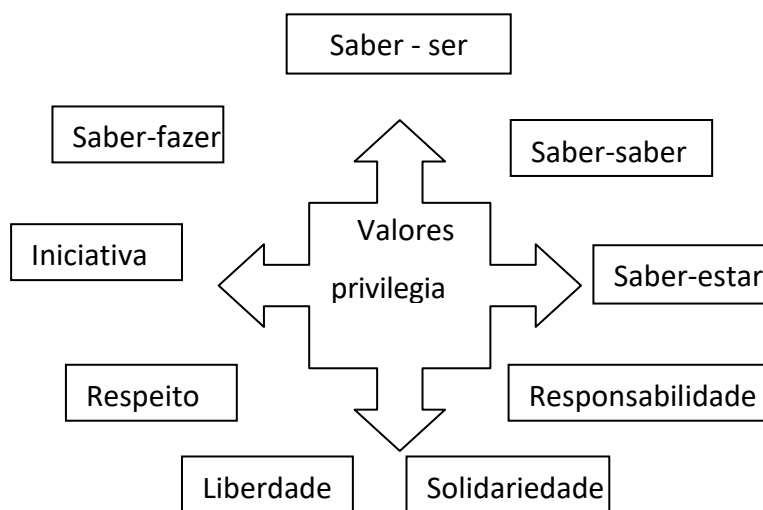 Saber - ser
Saber-fazer
Saber-saber
Valores
privilegia
Iniciativa
Saber-estar
Respeito
Responsabilidade
Liberdade
Solidariedade